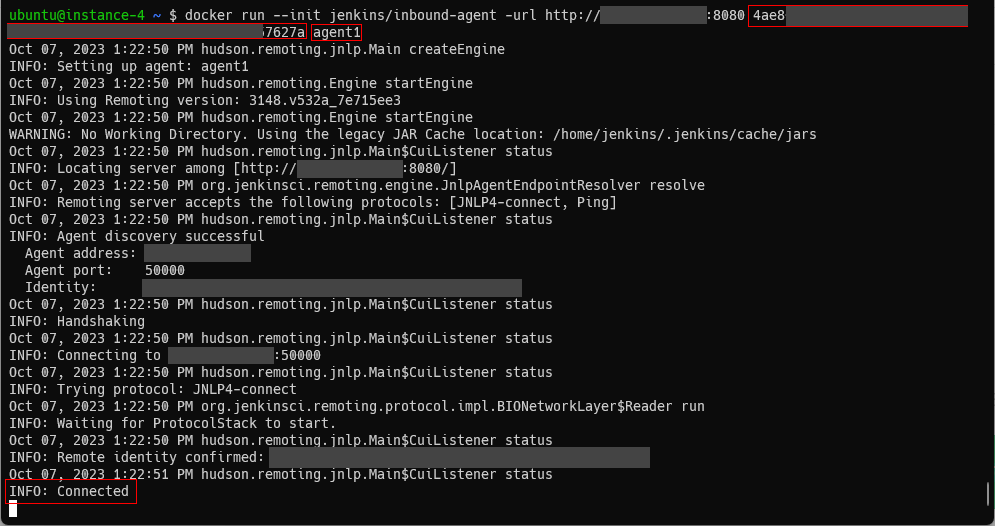 ubuntu@instance-4 ~ $ docker run --init jenkins/inbound-agent -url http:// :8080 4ae8
7627a agent1
Oct 07, 2023 1:22:50 PM hudson.remoting.jnlp.Main createEngine
INFO: Setting up agent: agent1
Oct 07, 2023 1:22:50 PM hudson.remoting.Engine startEngine
INFO: Using Remoting version: 3148.v532a_7e715ee3
Oct 07, 2023 1:22:50 PM hudson.remoting.Engine startEngine
WARNING: No Working Directory. Using the legacy JAR Cache location: /home/jenkins/.jenkins/cache/jars
Oct 07, 2023 1:22:50 PM hudson.remoting.jnlp.Main$CuiListener status
INFO: Locating server among [http:// :8080/]
Oct 07, 2023 1:22:50 PM org.jenkinsci.remoting.engine.JnlpAgentEndpointResolver resolve
INFO: Remoting server accepts the following protocols: [JNLP4-connect, Ping]
Oct 07, 2023 1:22:50 PM hudson.remoting.jnlp.Main$CuiListener status
INFO: Agent discovery successful
Agent address:
Agent port: 50000
Identity:
Oct 07, 2023 1:22:50 PM hudson.remoting.jnlp.Main$CuiListener status
INFO: Handshaking
Oct 07, 2023 1:22:50 PM hudson.remoting.jnlp.Main$CuiListener status
INFO: Connecting to :50000
Oct 07, 2023 1:22:50 PM hudson.remoting.jnlp.Main$CuiListener status
INFO: Trying protocol: JNLP4-connect
Oct 07, 2023 1:22:50 PM org.jenkinsci.remoting.protocol.impl.BIONetworkLayer$Reader run
INFO: Waiting for ProtocolStack to start.
Oct 07, 2023 1:22:50 PM hudson.remoting.jnlp.Main$CuiListener status
INFO: Remote identity confirmed:
Oct 07, 2023 1:22:51 PM hudson.remoting.jnlp.Main$CuiListener status
INFO: Connected